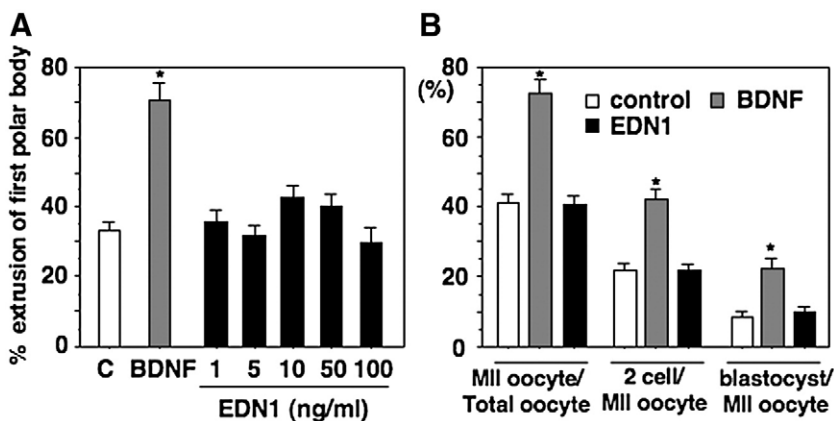 A
% extrusion of first polar body
80
60
40
20
0
*
C BDNF 1 5 10 50 100
EDN1 (ng/ml)
B
(%)
80
60
40
20
0
control BDNF
EDN1
*
*
*
MII oocyte/ 2 cell/ blastocyst/
Total oocyte MII oocyte MII oocyte